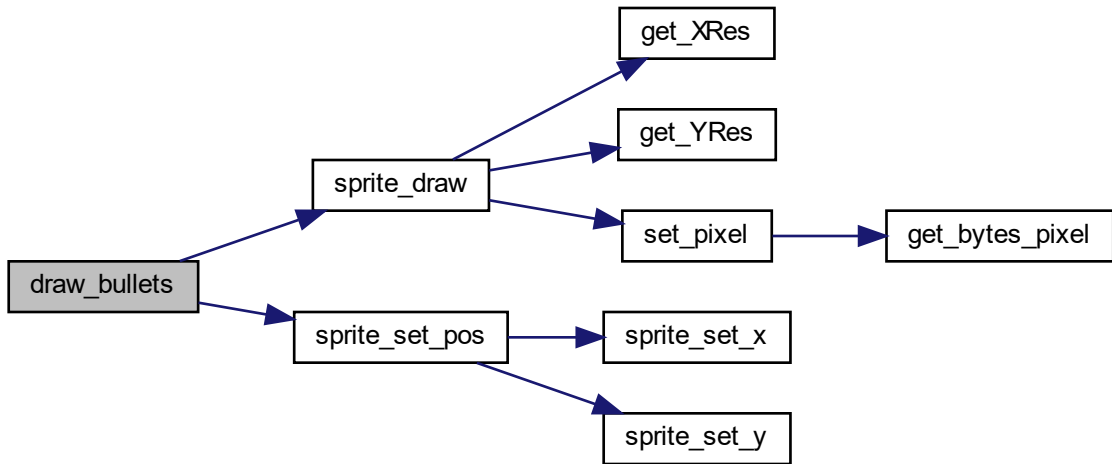 get_XRes
get_YRes
sprite_draw
set_pixel
get_bytes_pixel
draw_bullets
sprite_set_pos
sprite_set_x
sprite_set_y